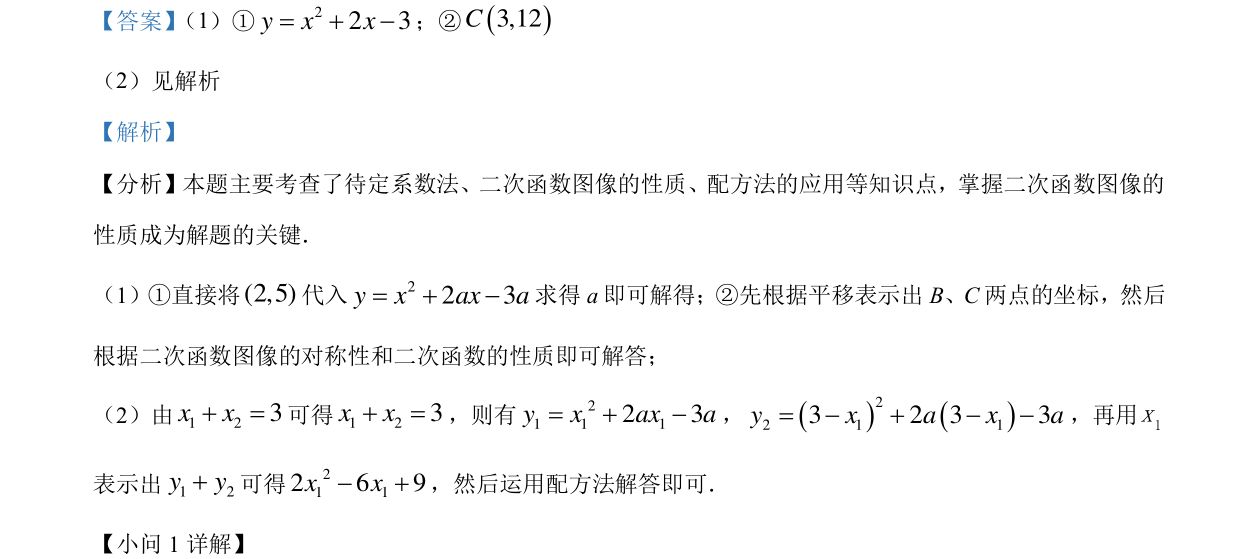 【答案】（1）① y = x² + 2x − 3；② C(3,12)
（2）见解析
【解析】
【分析】本题主要考查了待定系数法、二次函数图像的性质、配方法的应用等知识点，掌握二次函数图像的
性质成为解题的关键．
（1）①直接将 (2,5) 代入 y = x² + 2ax − 3a 求得 a 即可解得；②先根据平移表示出 B、C 两点的坐标，然后
根据二次函数图像的对称性和二次函数的性质即可解答；
（2）由 x₁ + x₂ = 3 可得 x₁ + x₂ = 3，则有 y₁ = x₁² + 2ax₁ − 3a，y₂ = (3 − x₁)² + 2a(3 − x₁) − 3a，再用 x₁
表示出 y₁ + y₂ 可得 2x₁² − 6x₁ + 9，然后运用配方法解答即可．
【小问 1 详解】